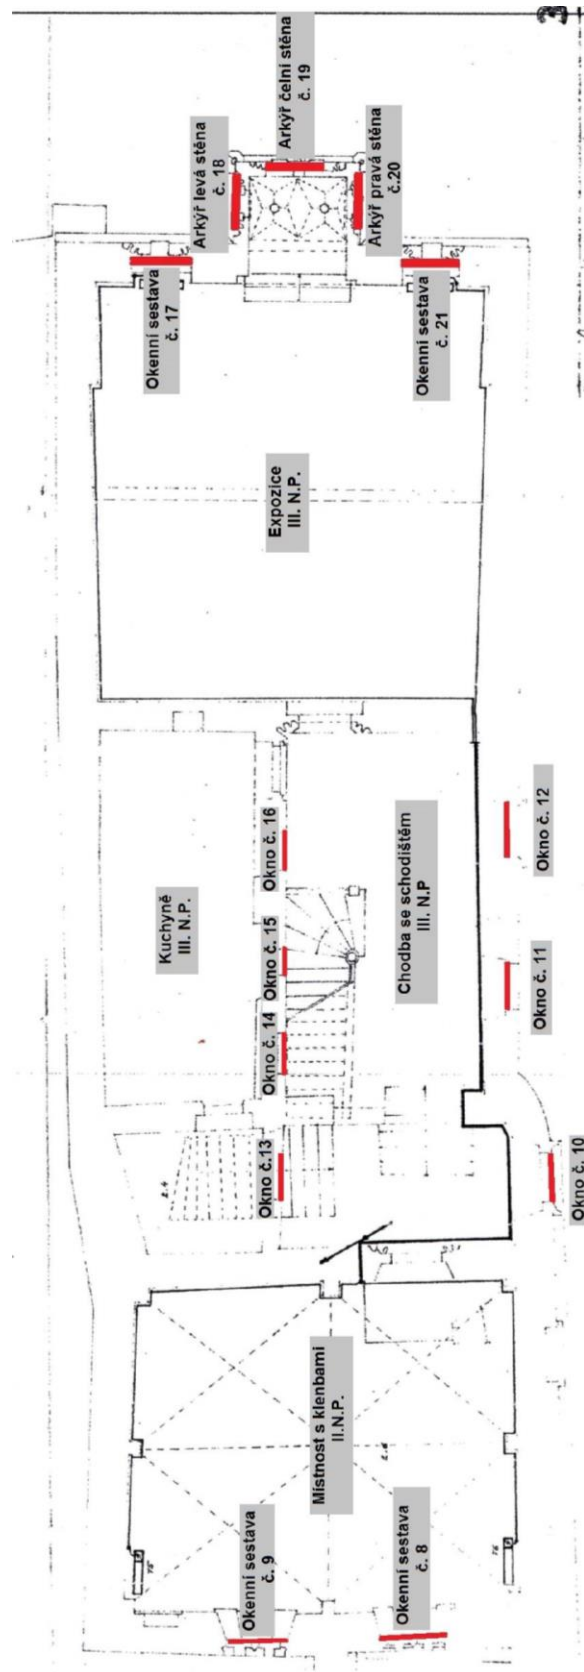 3
Arkýř čelní stěna
č. 19
Arkýř levá stěna
č. 18
Arkýř pravá stěna
č.20
Okenní sestava
č. 17
Okenní sestava
č. 21
Expozice
III. N.P.
Okno č. 16
Okno č. 12
Kuchyně
III. N.P.
Chodba se schodištěm
III. N.P
Okno č. 15
Okno č. 11
Okno č. 14
Okno č.13
Okno č. 10
Místnost s klenbami
II.N.P.
Okenní sestava
č. 9
Okenní sestava
č. 8